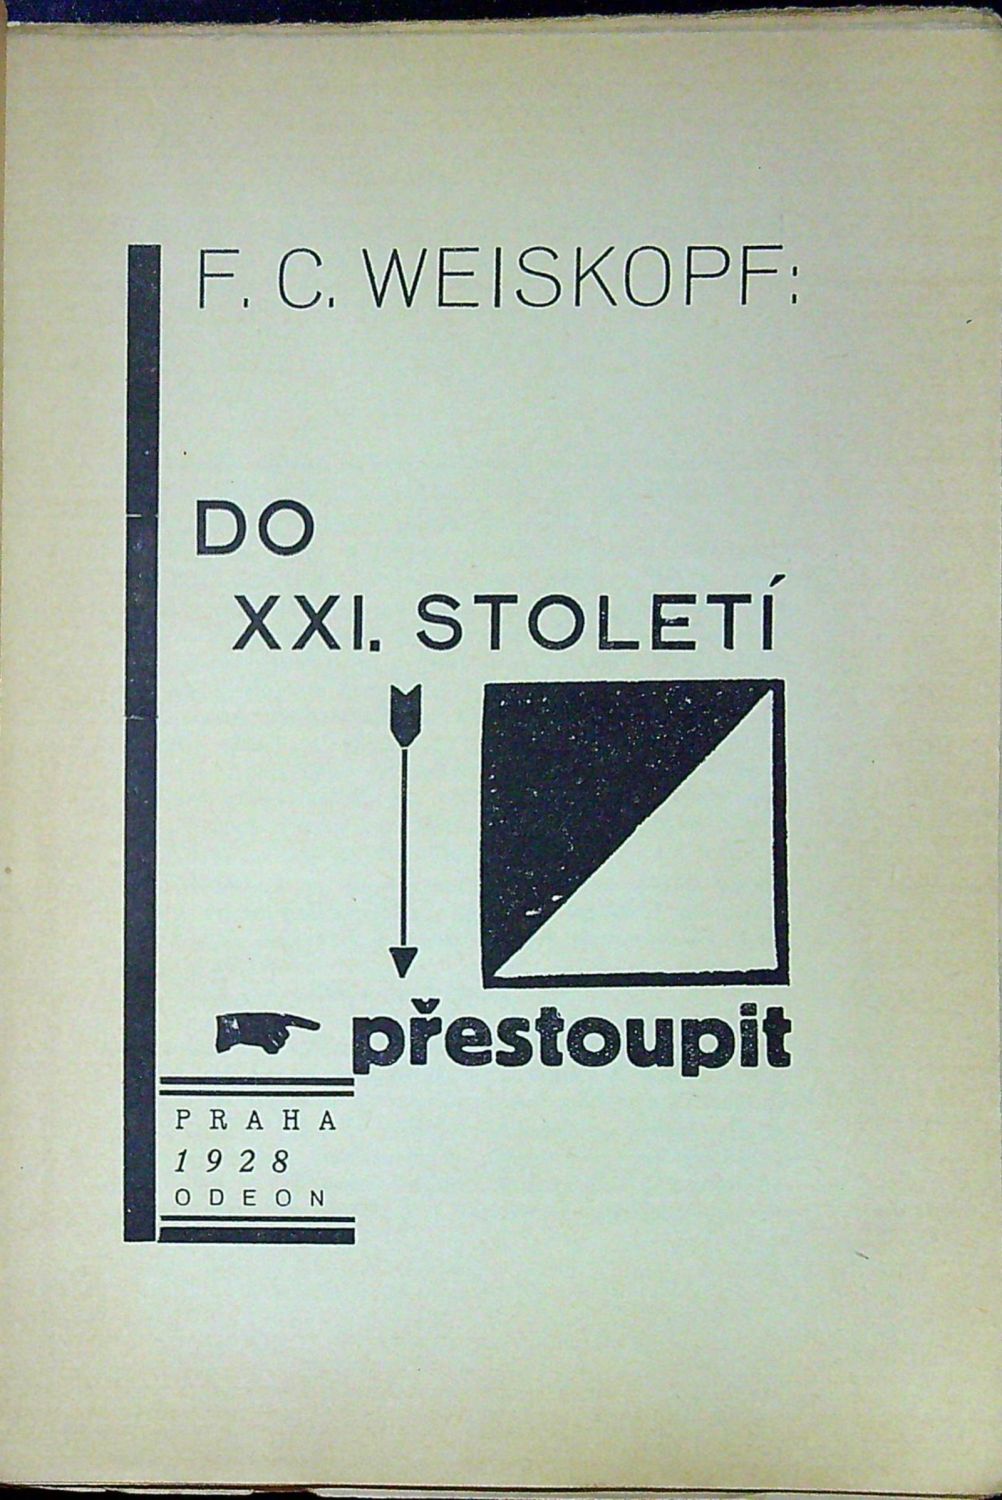 F. C. WEISKOPF:
DO
XXI. STOLETÍ
přestoupit
PRAHA
1928
ODEON